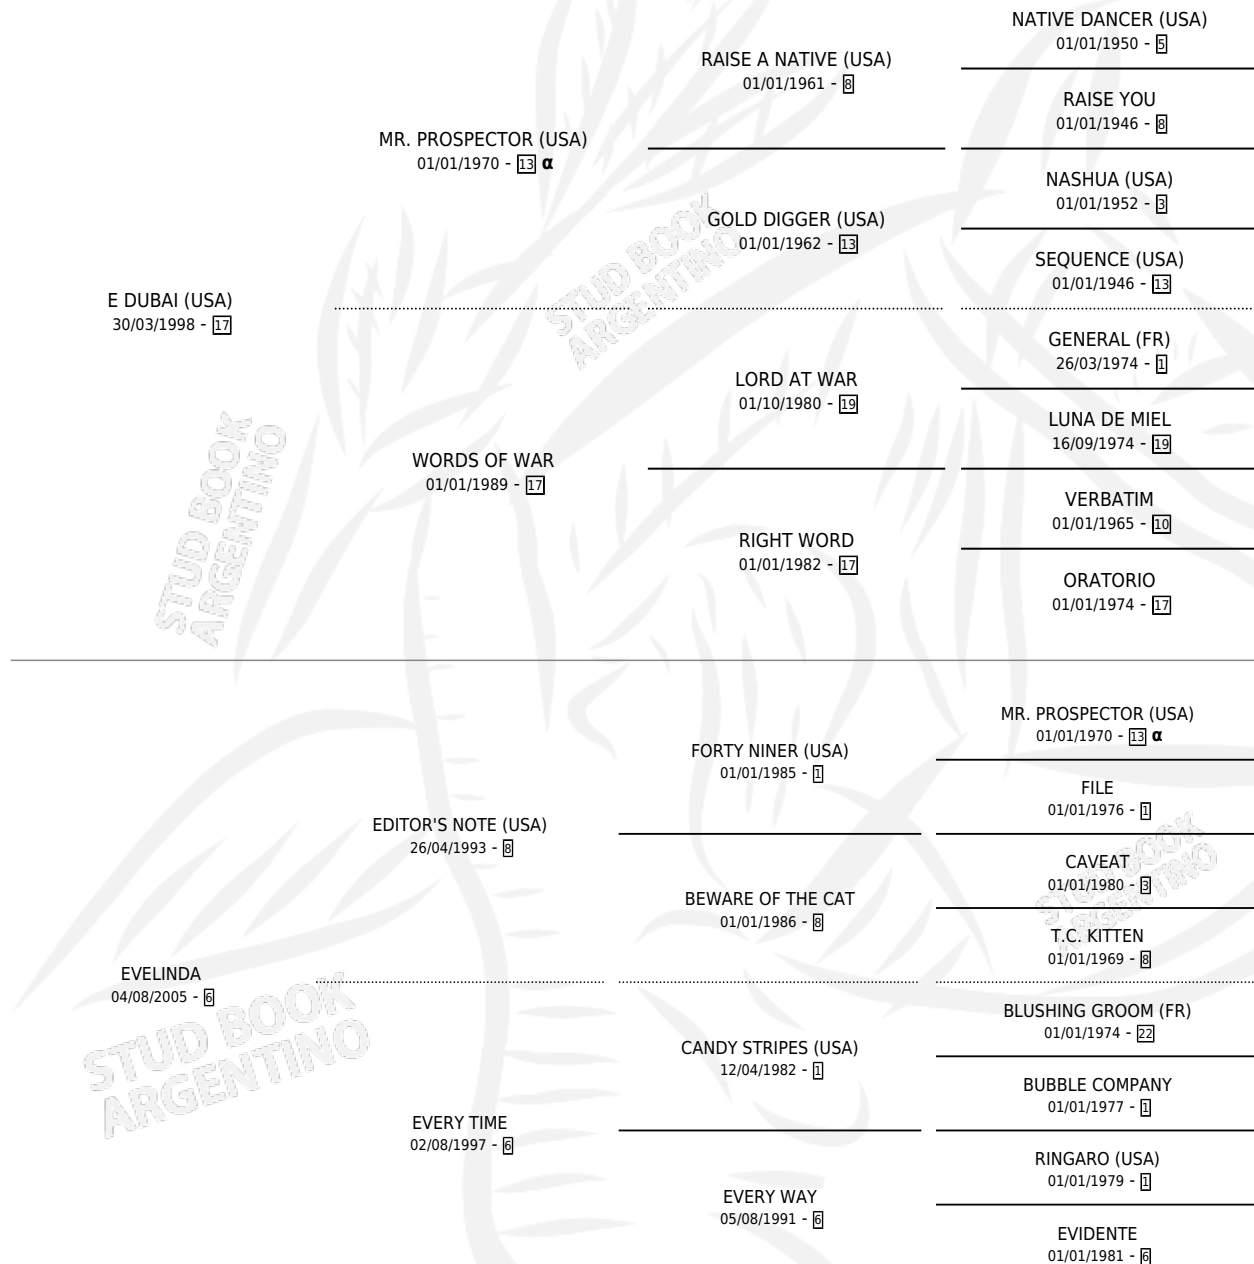 NATIVE DANCER (USA)
01/01/1950 - 5
RAISE A NATIVE (USA)
01/01/1961 - 8
RAISE YOU
01/01/1946 - 8
MR. PROSPECTOR (USA)
01/01/1970 - 13 α
NASHUA (USA)
01/01/1952 - 3
GOLD DIGGER (USA)
01/01/1962 - 13
SEQUENCE (USA)
01/01/1946 - 13
E DUBAI (USA)
30/03/1998 - 17
GENERAL (FR)
26/03/1974 - 1
LORD AT WAR
01/10/1980 - 19
LUNA DE MIEL
16/09/1974 - 19
WORDS OF WAR
01/01/1989 - 17
VERBATIM
01/01/1965 - 10
RIGHT WORD
01/01/1982 - 17
ORATORIO
01/01/1974 - 17
MR. PROSPECTOR (USA)
01/01/1970 - 13 α
FORTY NINER (USA)
01/01/1985 - 1
FILE
01/01/1976 - 1
EDITOR'S NOTE (USA)
26/04/1993 - 8
CAVEAT
01/01/1980 - 3
BEWARE OF THE CAT
01/01/1986 - 8
T.C. KITTEN
01/01/1969 - 8
EVELINDA
04/08/2005 - 6
BLUSHING GROOM (FR)
01/01/1974 - 22
CANDY STRIPES (USA)
12/04/1982 - 1
BUBBLE COMPANY
01/01/1977 - 1
EVERY TIME
02/08/1997 - 6
RINGARO (USA)
01/01/1979 - 1
EVERY WAY
05/08/1991 - 6
EVIDENTE
01/01/1981 - 6
STUD BOOK
ARGENTINO
STUD BOOK
ARGENTINO
STUD BOOK
ARGENTINO
STUD BOOK
ARGENTINO